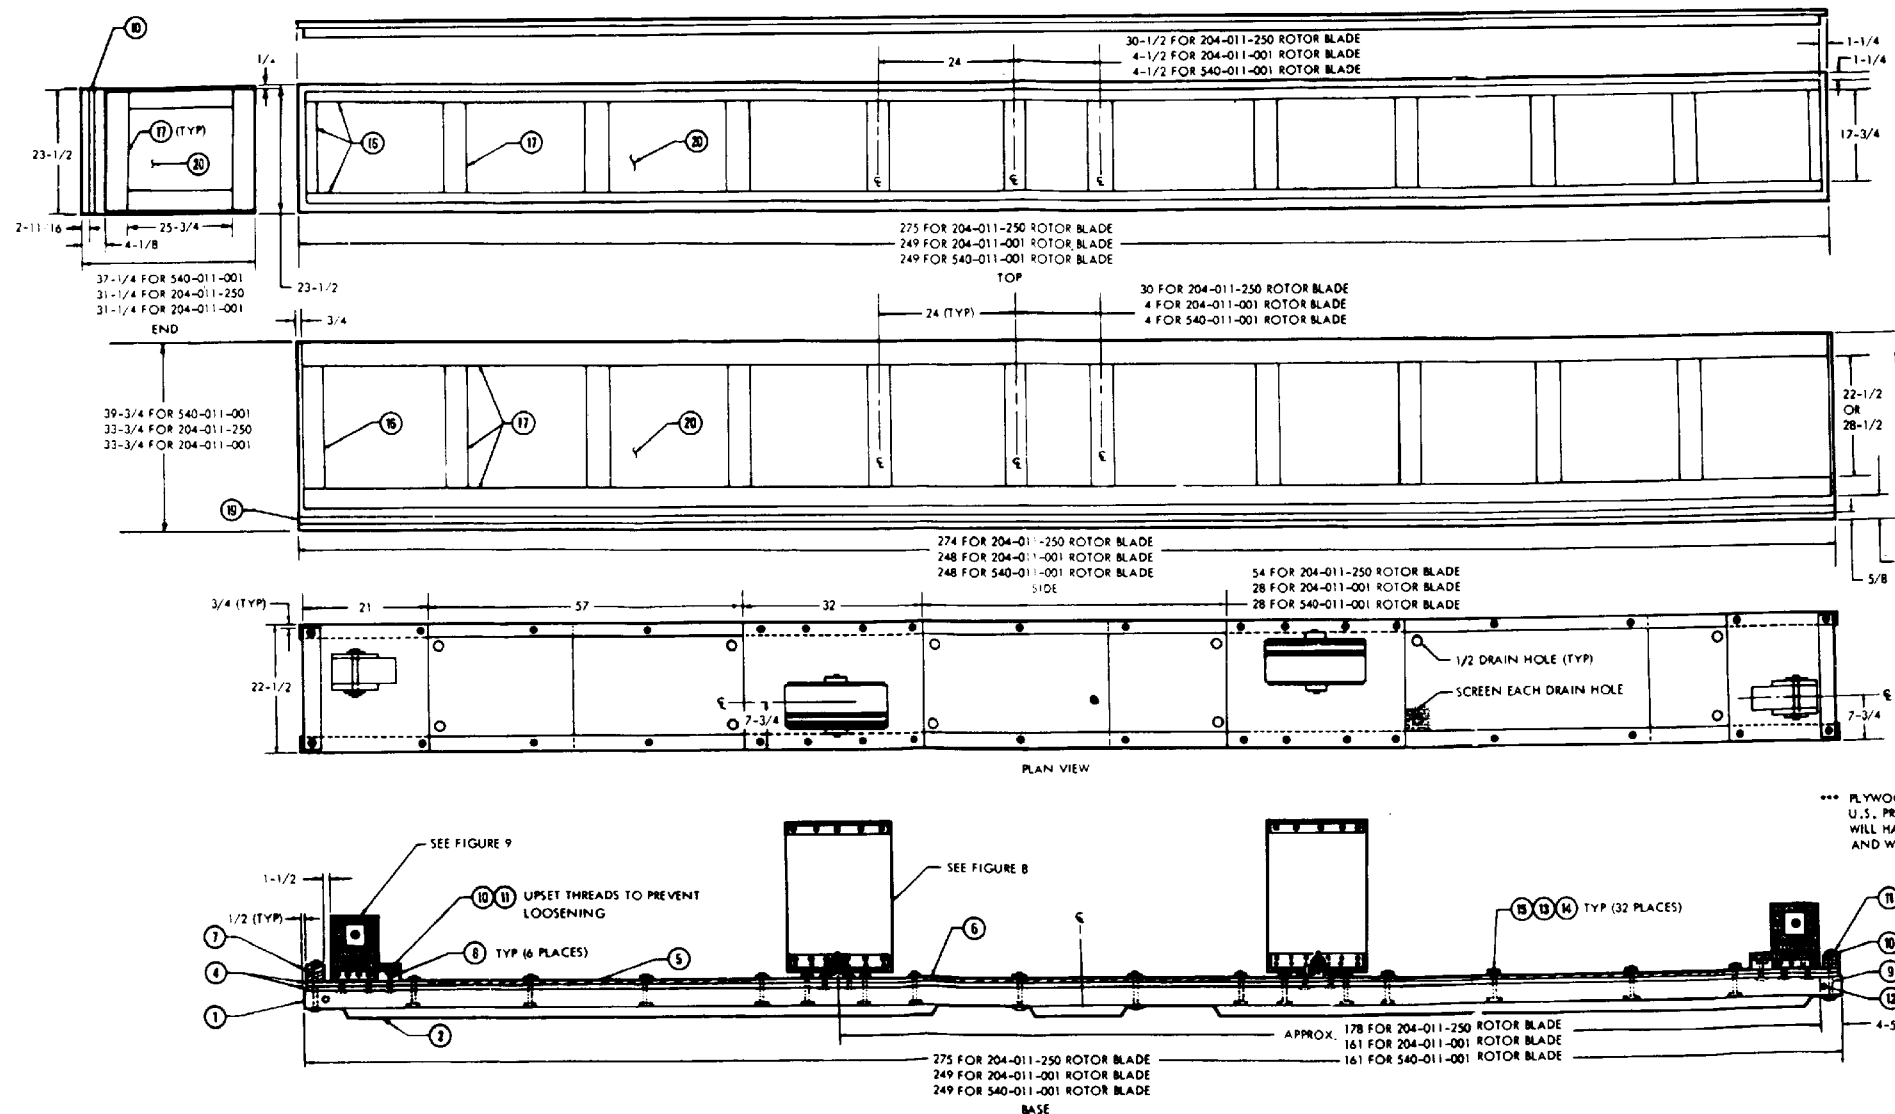 10
1/4
30-1/2 FOR 204-011-250 ROTOR BLADE
4-1/2 FOR 204-011-001 ROTOR BLADE
4-1/2 FOR 540-011-001 ROTOR BLADE
24
1-1/4
1-1/4
17 (TYP)
20
23-1/2
16
17
20
17-3/4
℄
℄
℄
2-11-16
25-3/4
4-1/8
275 FOR 204-011-250 ROTOR BLADE
249 FOR 204-011-001 ROTOR BLADE
249 FOR 540-011-001 ROTOR BLADE
TOP
37-1/4 FOR 540-011-001
31-1/4 FOR 204-011-250
31-1/4 FOR 204-011-001
END
23-1/2
3/4
24 (TYP)
30 FOR 204-011-250 ROTOR BLADE
4 FOR 204-011-001 ROTOR BLADE
4 FOR 540-011-001 ROTOR BLADE
39-3/4 FOR 540-011-001
33-3/4 FOR 204-011-250
33-3/4 FOR 204-011-001
16
17
20
22-1/2
OR
28-1/2
℄
℄
℄
19
274 FOR 204-011-250 ROTOR BLADE
248 FOR 204-011-001 ROTOR BLADE
248 FOR 540-011-001 ROTOR BLADE
SIDE
5/8
54 FOR 204-011-250 ROTOR BLADE
28 FOR 204-011-001 ROTOR BLADE
28 FOR 540-011-001 ROTOR BLADE
3/4 (TYP)
21
57
32
22-1/2
℄
7-3/4
1/2 DRAIN HOLE (TYP)
SCREEN EACH DRAIN HOLE
℄
7-3/4
PLAN VIEW
*** PLYWOO
U.S. PR
WILL HA
AND W
SEE FIGURE 9
1-1/2
10 11 UPSET THREADS TO PREVENT
LOOSENING
SEE FIGURE 8
1/2 (TYP)
7
8 TYP (6 PLACES)
5
6
℄
15 13 14 TYP (32 PLACES)
11
10
4
9
1
12
2
APPROX. 178 FOR 204-011-250 ROTOR BLADE
161 FOR 204-011-001 ROTOR BLADE
161 FOR 540-011-001 ROTOR BLADE
4-5
275 FOR 204-011-250 ROTOR BLADE
249 FOR 204-011-001 ROTOR BLADE
249 FOR 540-011-001 ROTOR BLADE
BASE